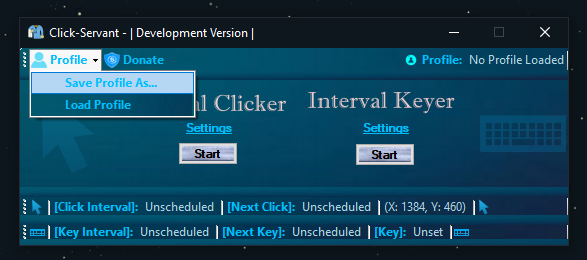 Click-Servant - | Development Version |
Profile Donate Profile: No Profile Loaded
Save Profile As...
Load Profile
al Clicker Interval Keyer
Settings Settings
Start Start
[Click Interval]: Unscheduled [Next Click]: Unscheduled (X: 1384, Y: 460)
[Key Interval]: Unscheduled [Next Key]: Unscheduled [Key]: Unset